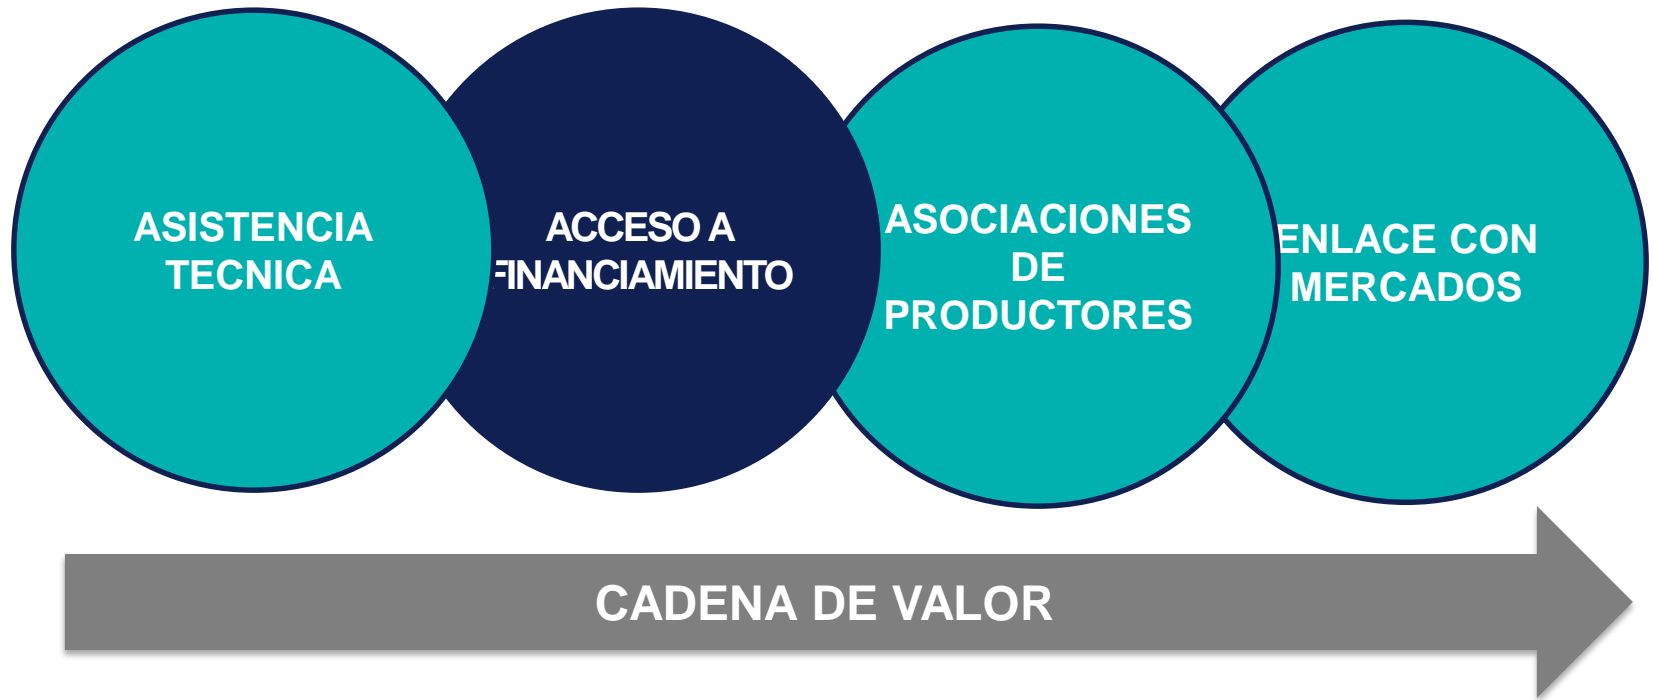 ASISTENCIA
TECNICA
ACCESO A
FINANCIAMIENTO
ASOCIACIONES
DE
PRODUCTORES
ENLACE CON
MERCADOS
CADENA DE VALOR